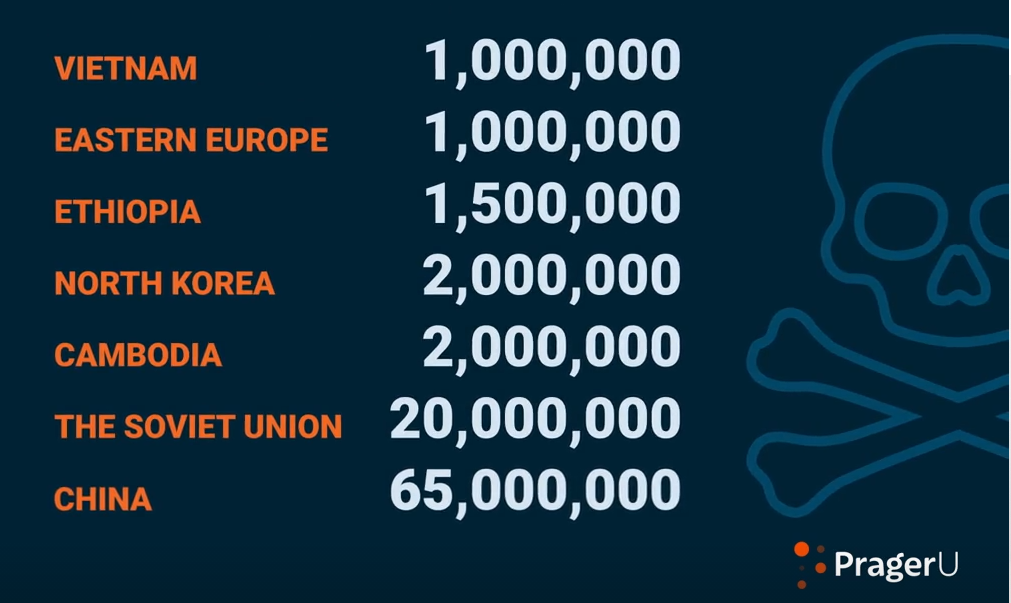 VIETNAM 1,000,000
EASTERN EUROPE 1,000,000
ETHIOPIA 1,500,000
NORTH KOREA 2,000,000
CAMBODIA 2,000,000
THE SOVIET UNION 20,000,000
CHINA 65,000,000
PragerU